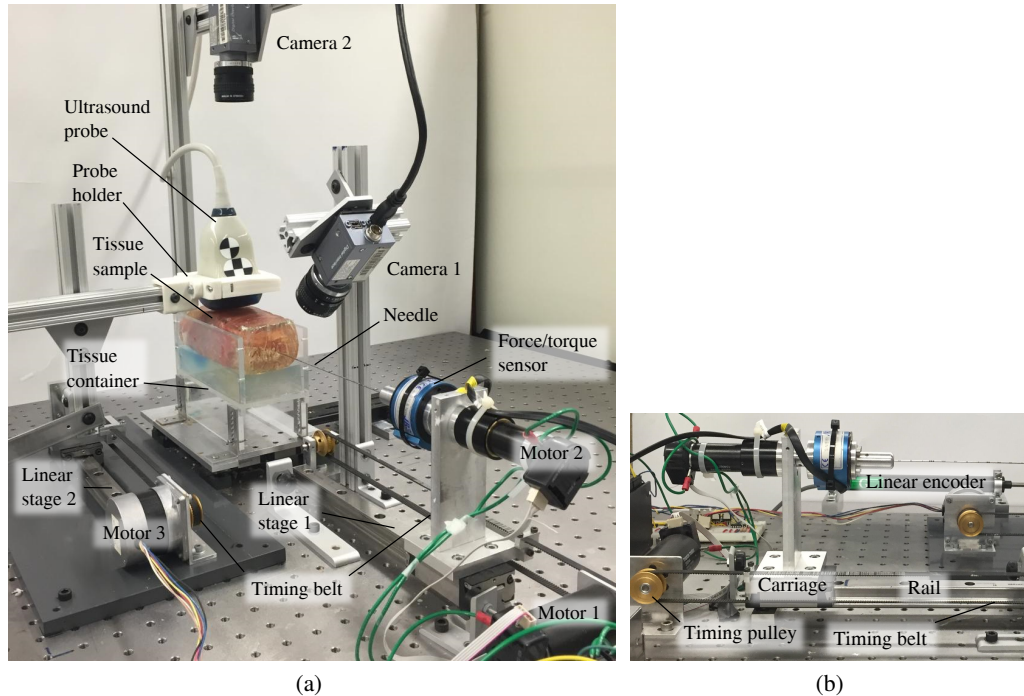 Camera 2
Ultrasound
probe
Probe
holder
Tissue
sample
Camera 1
Needle
Force/torque
sensor
Tissue
container
Motor 2
Linear
stage 2
Linear
stage 1
Motor 3
Timing belt
Motor 1
Linear encoder
Carriage
Rail
Timing pulley
Timing belt
(a)
(b)